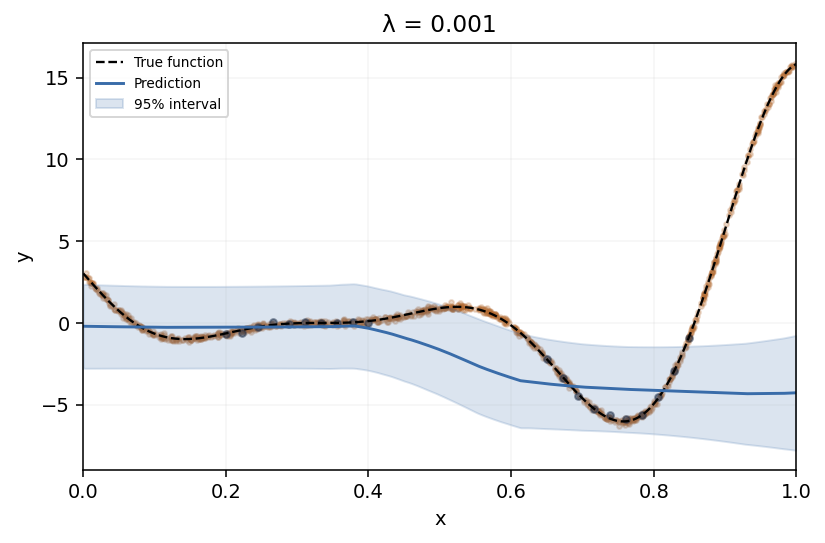 λ = 0.001
True function
Prediction
95% interval
15
10
5
0
−5
y
0.0 0.2 0.4 0.6 0.8 1.0
x